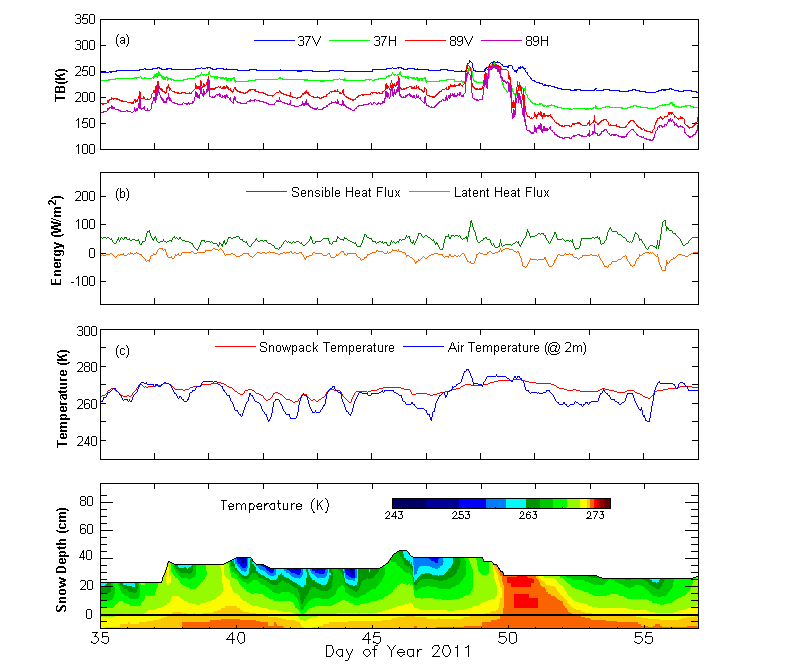 350
(a)
37V
37H
89V
89H
300
250
200
150
100
TB(K)
(b)
Sensible Heat Flux
Latent Heat Flux
200
100
0
-100
Energy (W/m²)
300
(c)
Snowpack Temperature
Air Temperature (@ 2m)
280
260
240
Temperature (K)
Temperature (K)
243
253
263
273
80
60
40
20
0
Snow Depth (cm)
35
40
45
50
55
Day of Year 2011